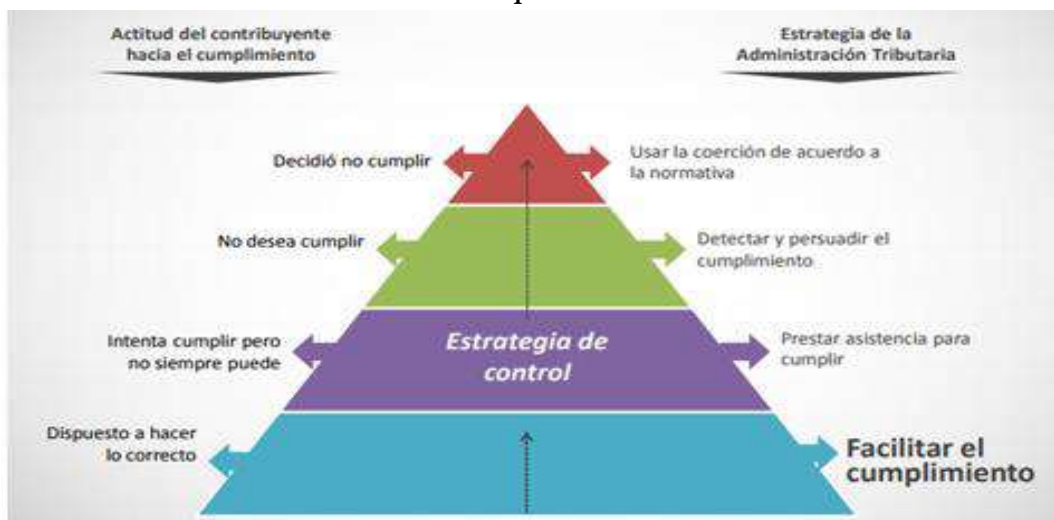 Actitud del contribuyente
hacia el cumplimiento
Estrategia de la
Administración Tributaria
Decidió no cumplir
Usar la coerción de acuerdo a
la normativa
No desea cumplir
Detectar y persuadir el
cumplimiento
Intenta cumplir pero
no siempre puede
Estrategia de
control
Prestar asistencia para
cumplir
Dispuesto a hacer
lo correcto
Facilitar el
cumplimiento